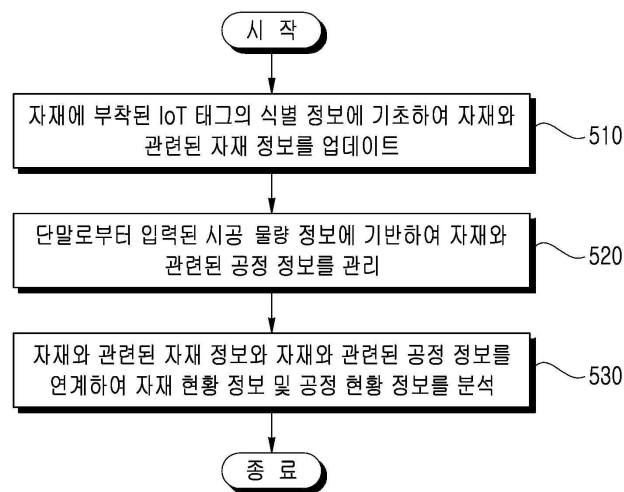 시 작
자재에 부착된 IoT 태그의 식별 정보에 기초하여 자재와
관련된 자재 정보를 업데이트
510
단말로부터 입력된 시공 물량 정보에 기반하여 자재와
관련된 공정 정보를 관리
520
자재와 관련된 자재 정보와 자재와 관련된 공정 정보를
연계하여 자재 현황 정보 및 공정 현황 정보를 분석
530
종 료